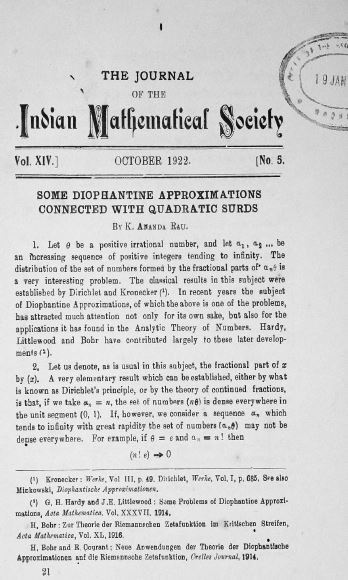 THE JOURNAL
OF THE
Indian Mathematical Society
Vol. XIV.] OCTOBER 1922. [No. 5.
SOME DIOPHANTINE APPROXIMATIONS
CONNECTED WITH QUADRATIC SURDS
BY K. ANANDA RAU.
1. Let θ be a positive irrational number, and let a₁, a₂ ... be
an increasing sequence of positive integers tending to infinity. The
distribution of the set of numbers formed by the fractional parts of aₙθ is
a very interesting problem. The classical results in this subject were
established by Dirichlet and Kronecker (¹). In recent years the subject
of Diophantine Approximations, of which the above is one of the problems,
has attracted much attention not only for its own sake, but also for the
applications it has found in the Analytic Theory of Numbers. Hardy,
Littlewood and Bohr have contributed largely to these later develop-
ments (²).
2, Let us denote, as is usual in this subject, the fractional part of x
by (x). A very elementary result which can be established, either by what
is known as Dirichlet's principle, or by the theory of continued fractions,
is that, if we take aₙ = n, the set of numbers (nθ) is dense everywhere in
the unit segment (0, 1). If, however, we consider a sequence aₙ which
tends to infinity with great rapidity the set of numbers (aₙθ) may not be
dense everywhere. For example, if θ = e and aₙ = n! then
(n! e) → 0
(¹) Kronecker: Werke, Vol III, p. 49. Dirichlet, Werke, Vol, I, p. 635. See also
Minkowski, Diophantische Approximationen.
(²) G. H. Hardy and J.E. Littlewood: Some Problems of Diophantine Approxi-
mations, Acta Mathematica, Vol. XXXVII, 1914.
H, Bohr: Zur Theorie der Riemannschen Zetafunktion im Kritischen Streifen,
Acta Mathematica, Vol. XL, 1916.
H, Bohr and R. Courant: Neue Anwendungen der Theorie der Diophantische
Approximationen auf die Riemannsche Zetafunktion, Crelles Journal, 1914.
21
19 JAN